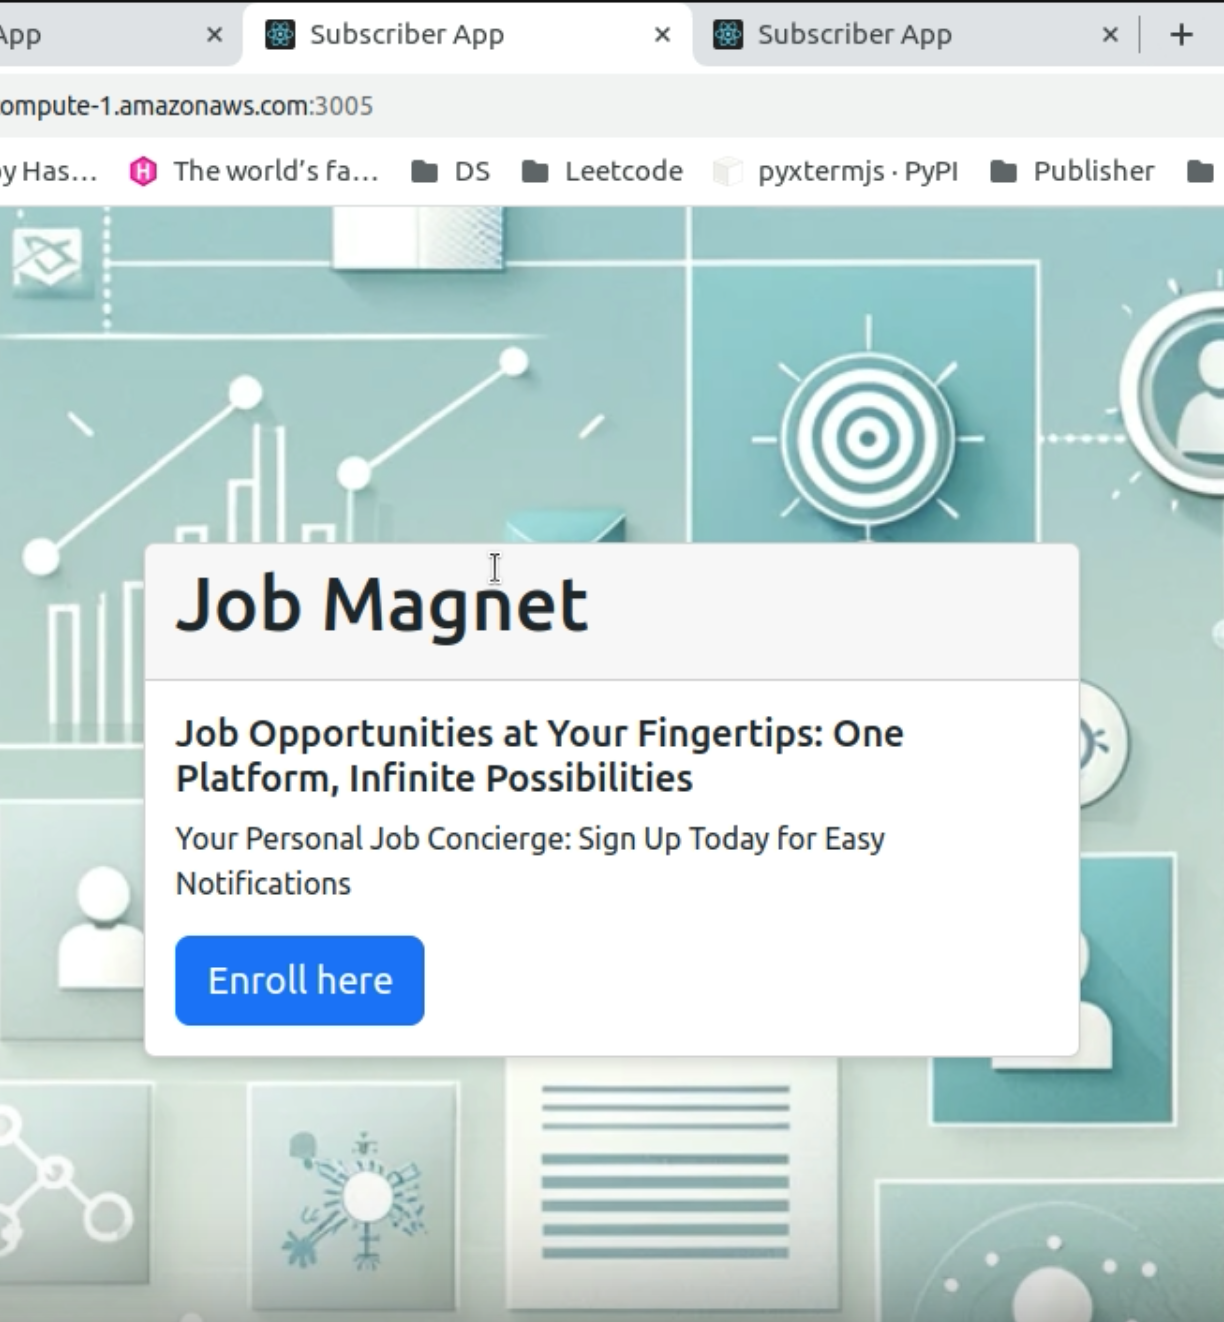 App
Subscriber App
Subscriber App
ompute-1.amazonaws.com:3005
y Has… The world's fa… DS Leetcode pyxtermjs · PyPI Publisher
Job Magnet
Job Opportunities at Your Fingertips: One
Platform, Infinite Possibilities
Your Personal Job Concierge: Sign Up Today for Easy
Notifications
Enroll here